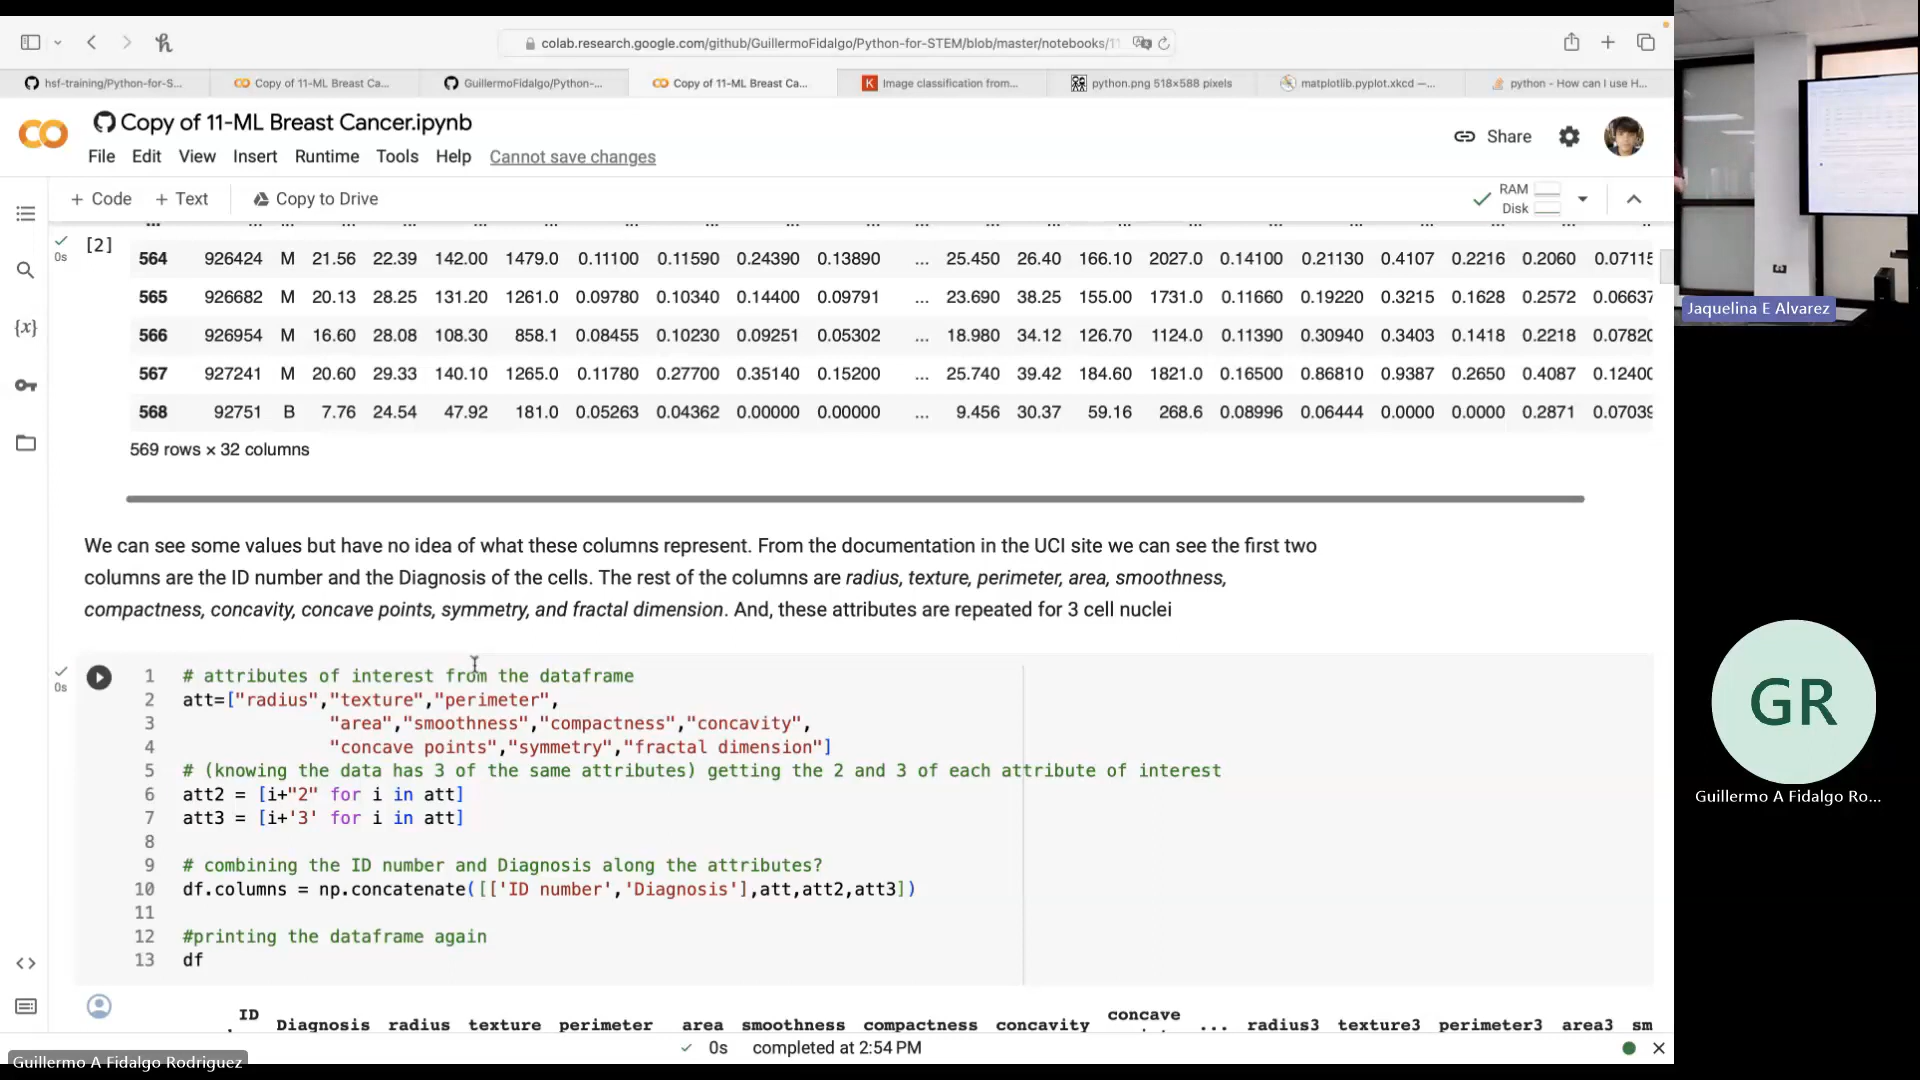 colab.research.google.com/github/GuillermoFidalgo/Python-for-STEM/blob/master/notebooks/1
hsf-training/Python-for-S...
Copy of 11-ML Breast Ca...
GuillermoFidalgo/Python-...
Copy of 11-ML Breast Ca...
Image classification from...
python.png 518×588 pixels
matplotlib.pyplot.xkcd —...
python - How can I use H...
Copy of 11-ML Breast Cancer.ipynb
File Edit View Insert Runtime Tools Help Cannot save changes
Share
+ Code + Text Copy to Drive
RAM
Disk
[2]
0s
... ... ... ... ... ... ... ... ... ... ... ... ... ... ... ... ... ...
564 926424 M 21.56 22.39 142.00 1479.0 0.11100 0.11590 0.24390 0.13890 ... 25.450 26.40 166.10 2027.0 0.14100 0.21130 0.4107 0.2216 0.2060 0.07115
565 926682 M 20.13 28.25 131.20 1261.0 0.09780 0.10340 0.14400 0.09791 ... 23.690 38.25 155.00 1731.0 0.11660 0.19220 0.3215 0.1628 0.2572 0.06637
566 926954 M 16.60 28.08 108.30 858.1 0.08455 0.10230 0.09251 0.05302 ... 18.980 34.12 126.70 1124.0 0.11390 0.30940 0.3403 0.1418 0.2218 0.07820
567 927241 M 20.60 29.33 140.10 1265.0 0.11780 0.27700 0.35140 0.15200 ... 25.740 39.42 184.60 1821.0 0.16500 0.86810 0.9387 0.2650 0.4087 0.12400
568 92751 B 7.76 24.54 47.92 181.0 0.05263 0.04362 0.00000 0.00000 ... 9.456 30.37 59.16 268.6 0.08996 0.06444 0.0000 0.0000 0.2871 0.07039
569 rows × 32 columns
We can see some values but have no idea of what these columns represent. From the documentation in the UCI site we can see the first two
columns are the ID number and the Diagnosis of the cells. The rest of the columns are radius, texture, perimeter, area, smoothness,
compactness, concavity, concave points, symmetry, and fractal dimension. And, these attributes are repeated for 3 cell nuclei
0s
1 # attributes of interest from the dataframe
2 att=["radius","texture","perimeter",
3 "area","smoothness","compactness","concavity",
4 "concave points","symmetry","fractal dimension"]
5 # (knowing the data has 3 of the same attributes) getting the 2 and 3 of each attribute of interest
6 att2 = [i+"2" for i in att]
7 att3 = [i+'3' for i in att]
8
9 # combining the ID number and Diagnosis along the attributes?
10 df.columns = np.concatenate([['ID number','Diagnosis'],att,att2,att3])
11
12 #printing the dataframe again
13 df
ID Diagnosis radius texture perimeter area smoothness compactness concavity concave ... radius3 texture3 perimeter3 area3 sm
0s completed at 2:54 PM
Guillermo A Fidalgo Rodriguez
Jaquelina E Alvarez
GR
Guillermo A Fidalgo Ro...